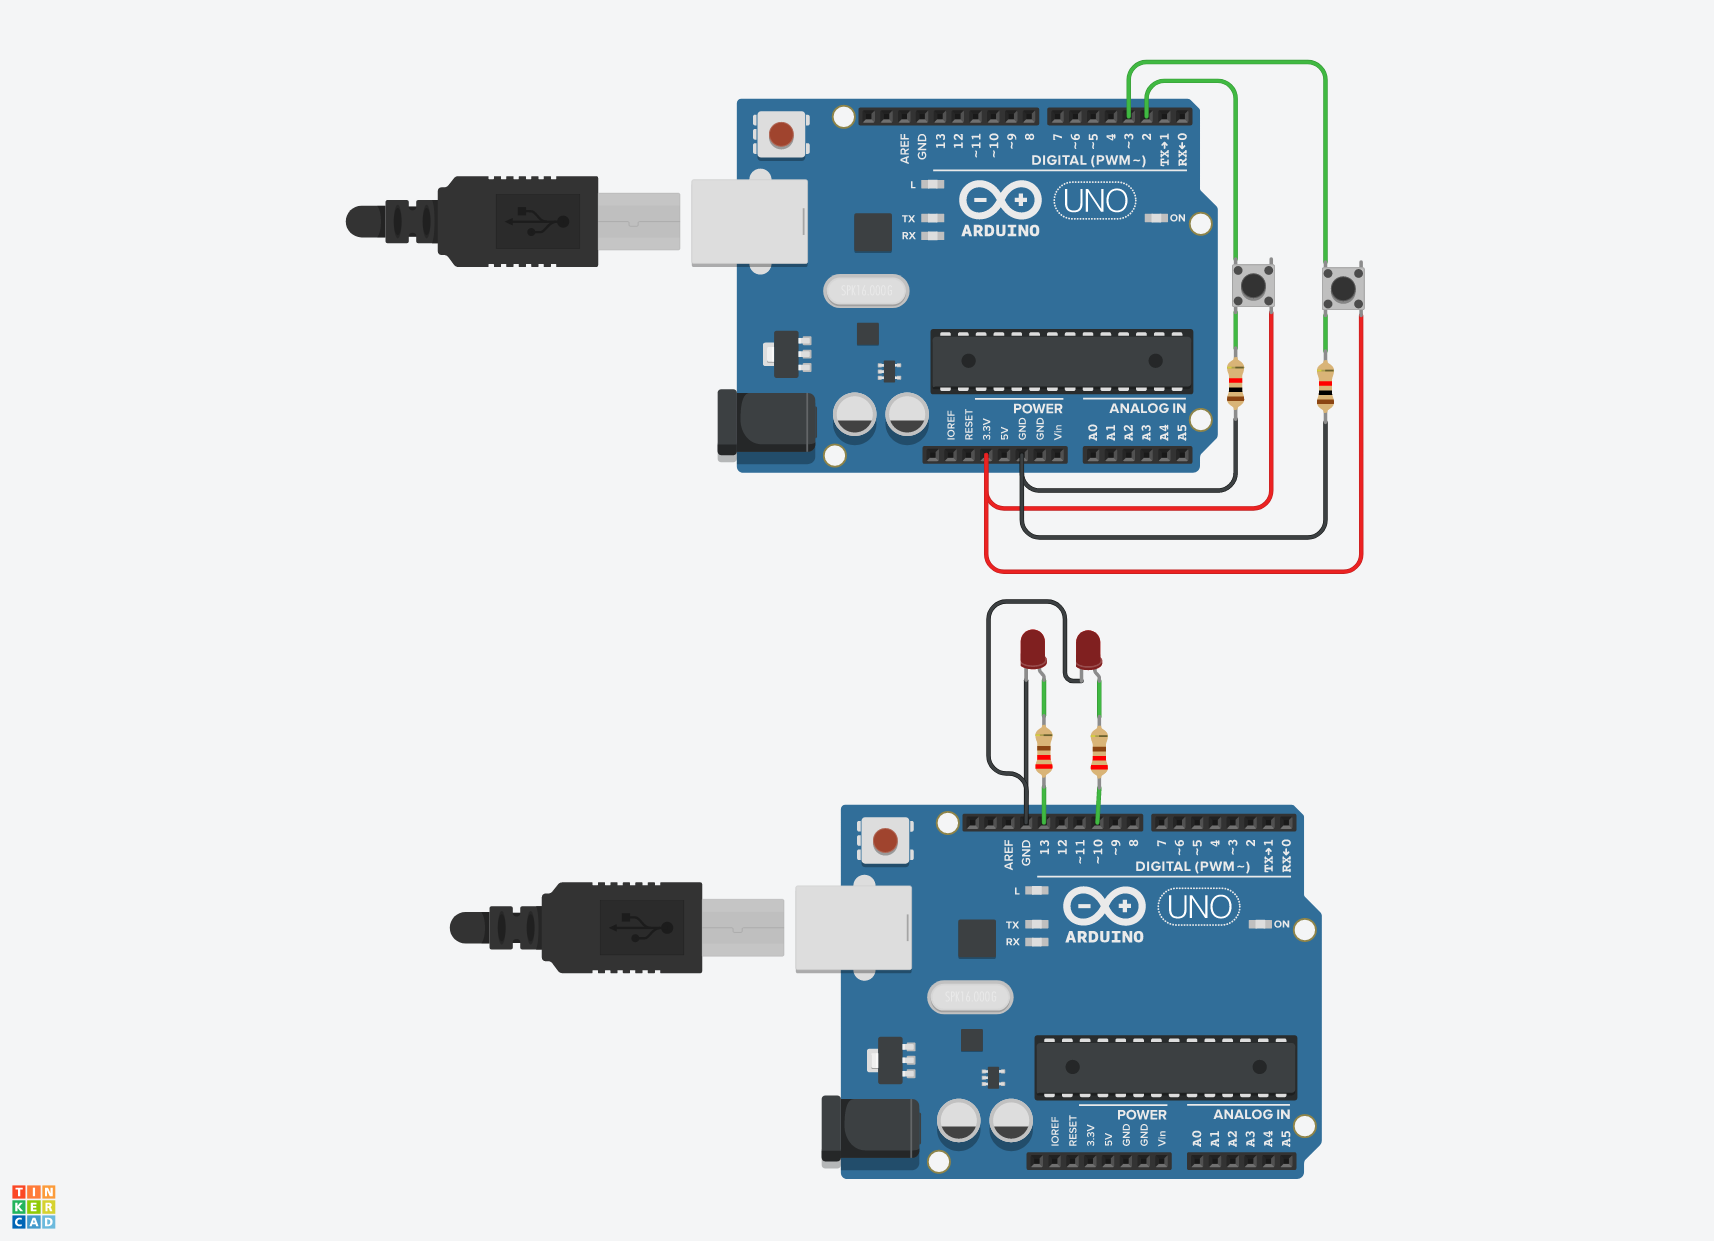 AREF
GND
13
12
~11
~10
~9
8
7
~6
~5
4
~3
2
TX→1
RX←0
DIGITAL (PWM~)
L
TX
RX
UNO
ARDUINO
ON
SPK16.000G
IOREF
RESET
3.3V
5V
GND
GND
Vin
POWER
ANALOG IN
A0
A1
A2
A3
A4
A5
AREF
GND
13
12
~11
~10
~9
8
7
~6
~5
4
~3
2
TX→1
RX←0
DIGITAL (PWM~)
L
TX
RX
UNO
ARDUINO
ON
SPK16.000G
IOREF
RESET
3.3V
5V
GND
GND
Vin
POWER
ANALOG IN
A0
A1
A2
A3
A4
A5
TIN
KER
CAD